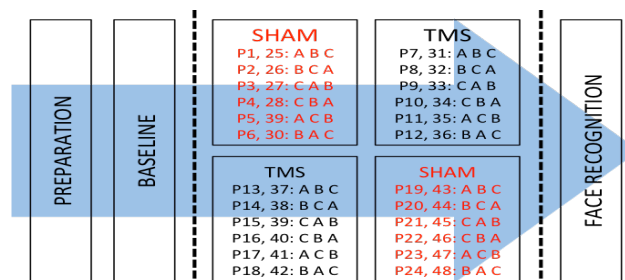 PREPARATION
BASELINE
SHAM
P1, 25: A B C
P2, 26: B C A
P3, 27: C A B
P4, 28: C B A
P5, 39: A C B
P6, 30: B A C
TMS
P7, 31: A B C
P8, 32: B C A
P9, 33: C A B
P10, 34: C B A
P11, 35: A C B
P12, 36: B A C
TMS
P13, 37: A B C
P14, 38: B C A
P15, 39: C A B
P16, 40: C B A
P17, 41: A C B
P18, 42: B A C
SHAM
P19, 43: A B C
P20, 44: B C A
P21, 45: C A B
P22, 46: C B A
P23, 47: A C B
P24, 48: B A C
FACE RECOGNITION